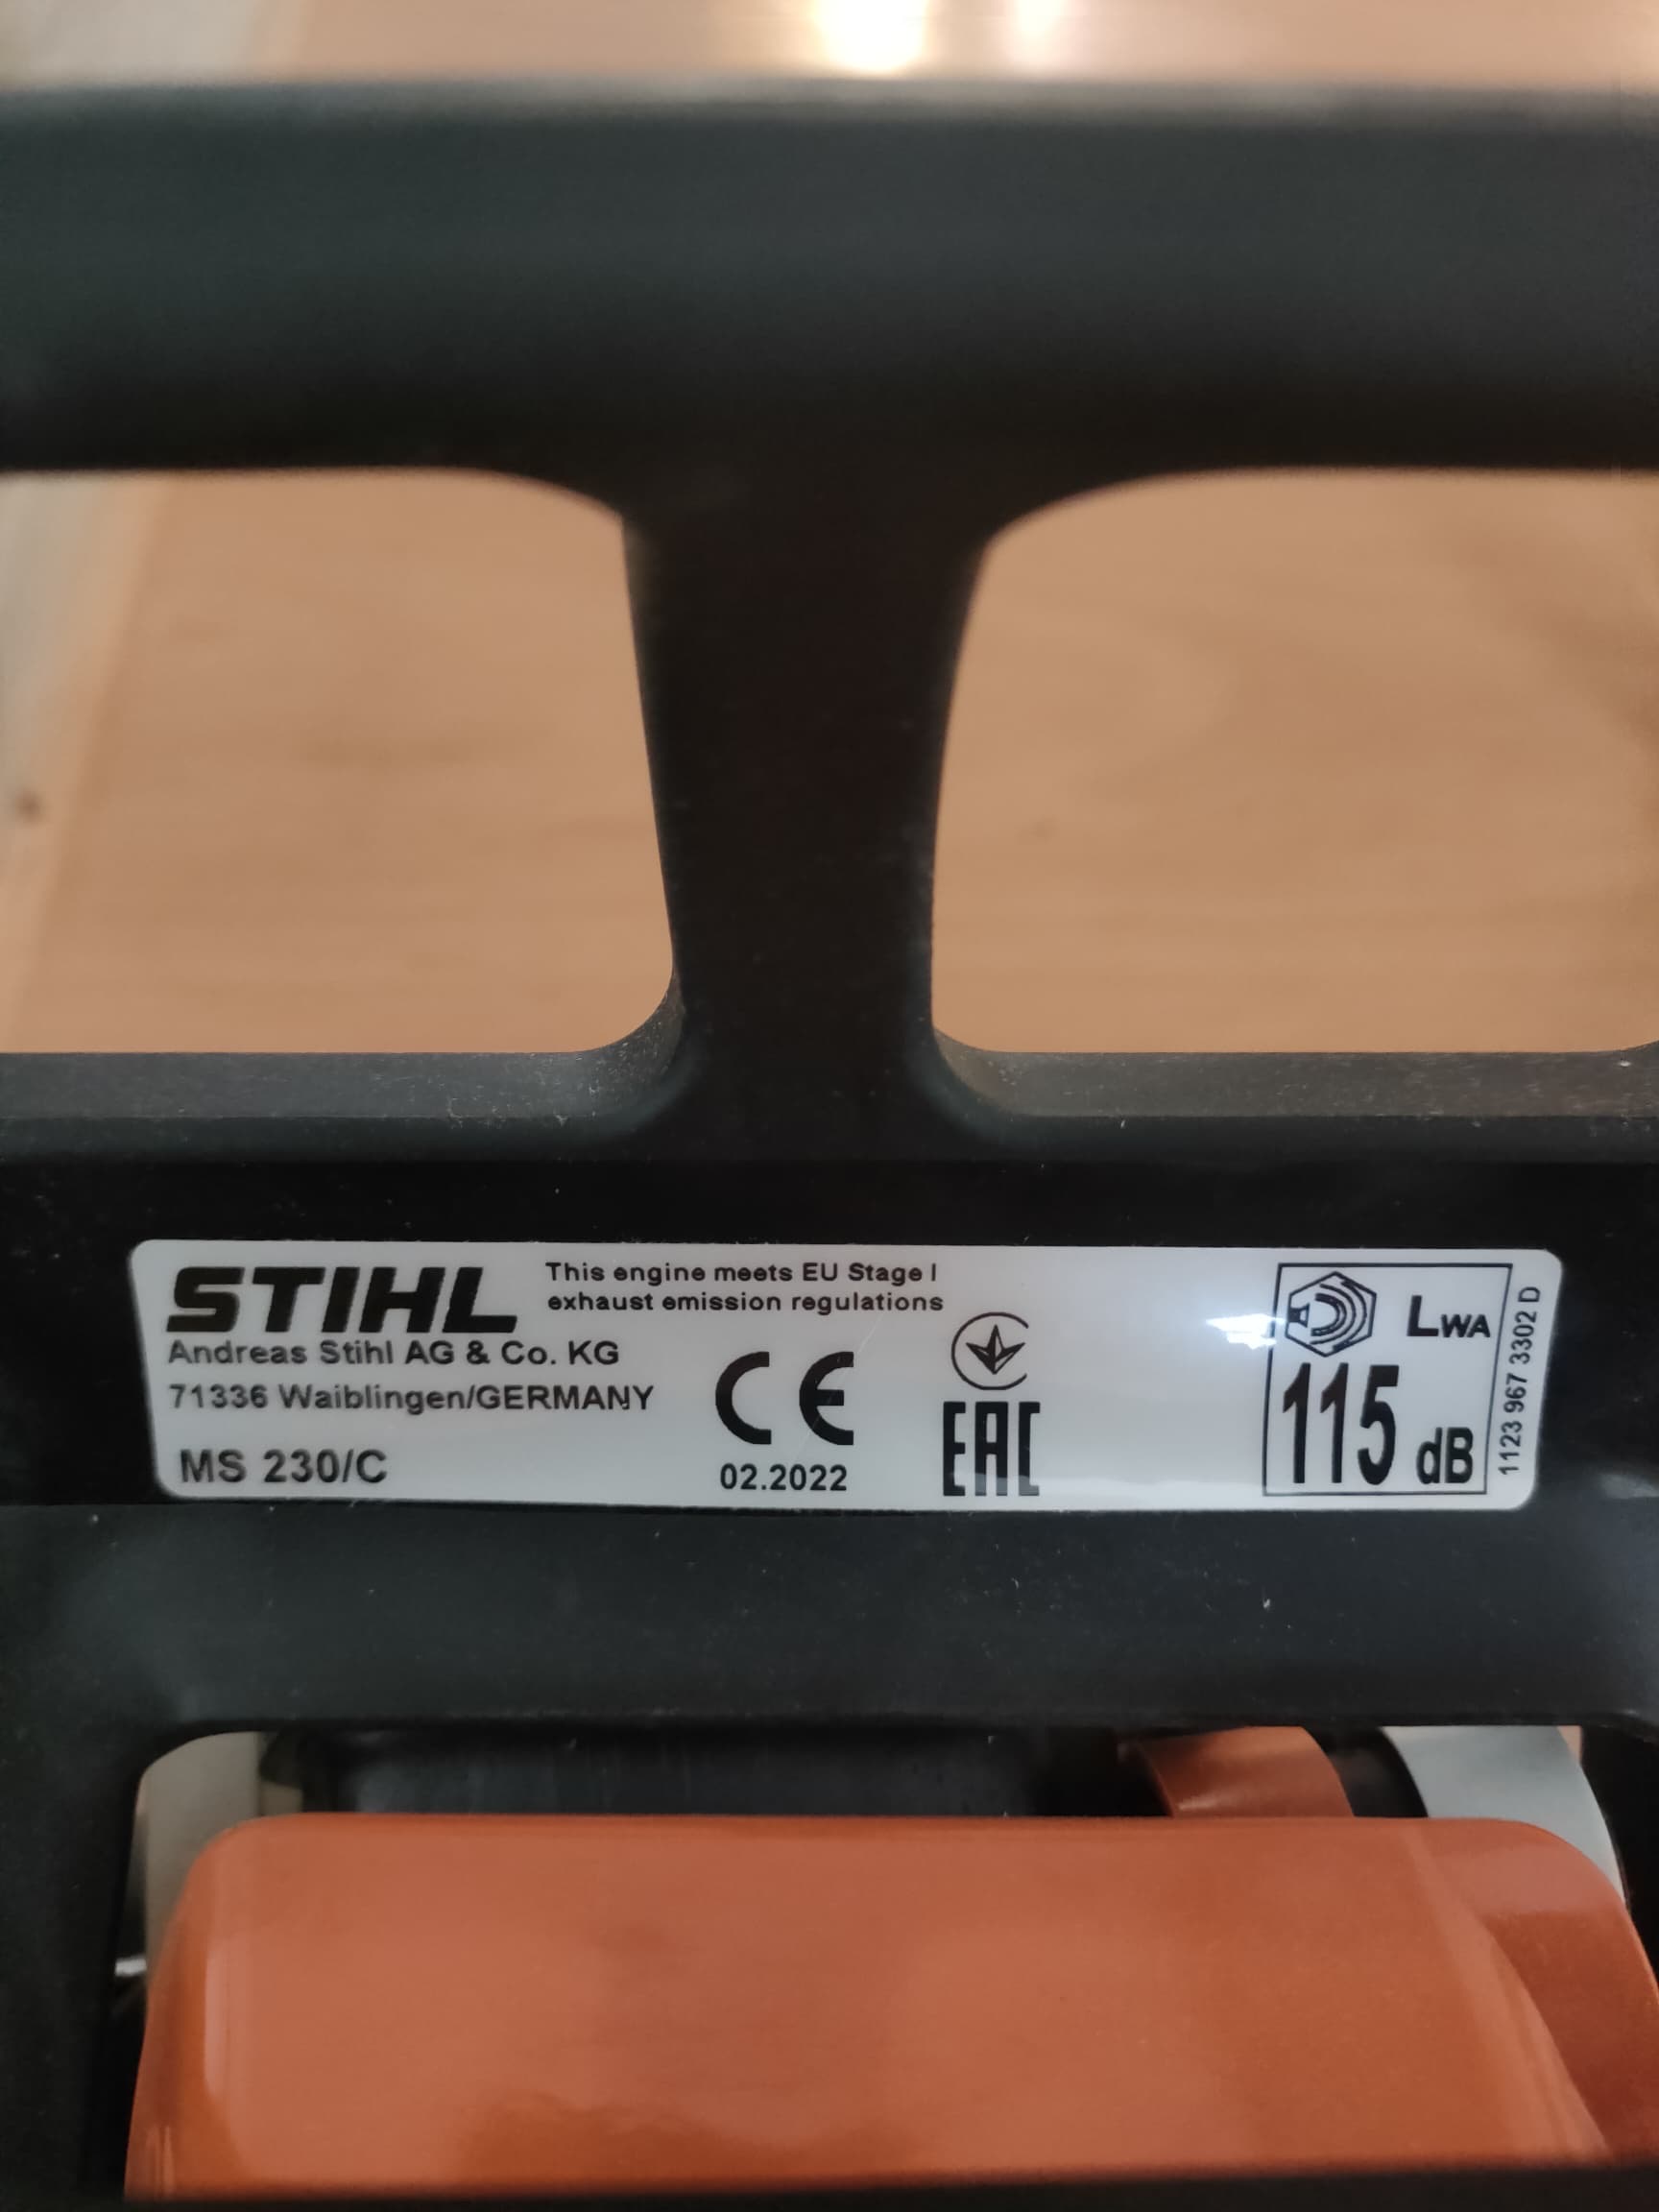 STIHL
This engine meets EU Stage I
exhaust emission regulations
Andreas Stihl AG & Co. KG
71336 Waiblingen/GERMANY
MS 230/C
CE
02.2022
EAC
LWA
115 dB
1123 967 3302 D